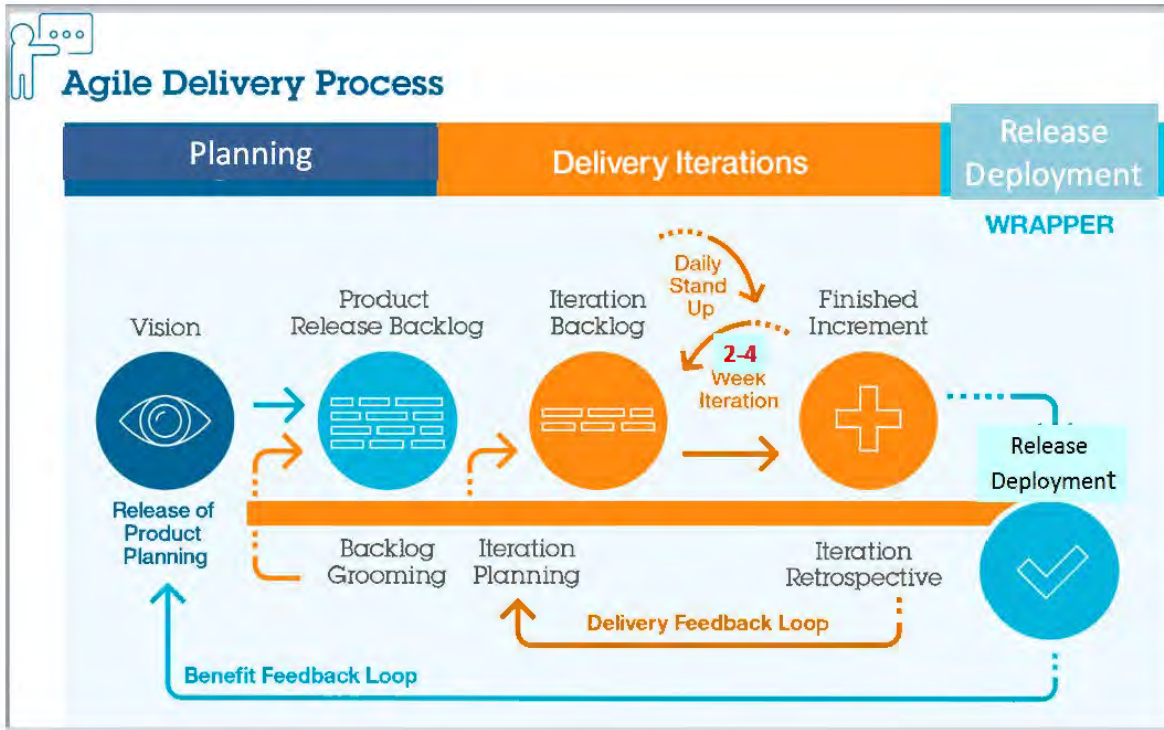 Agile Delivery Process
Planning
Delivery Iterations
Release
Deployment
WRAPPER
Vision
Product
Release Backlog
Iteration
Backlog
Daily
Stand
Up
2-4
Week
Iteration
Finished
Increment
Release
Deployment
Release of
Product
Planning
Backlog
Grooming
Iteration
Planning
Iteration
Retrospective
Delivery Feedback Loop
Benefit Feedback Loop